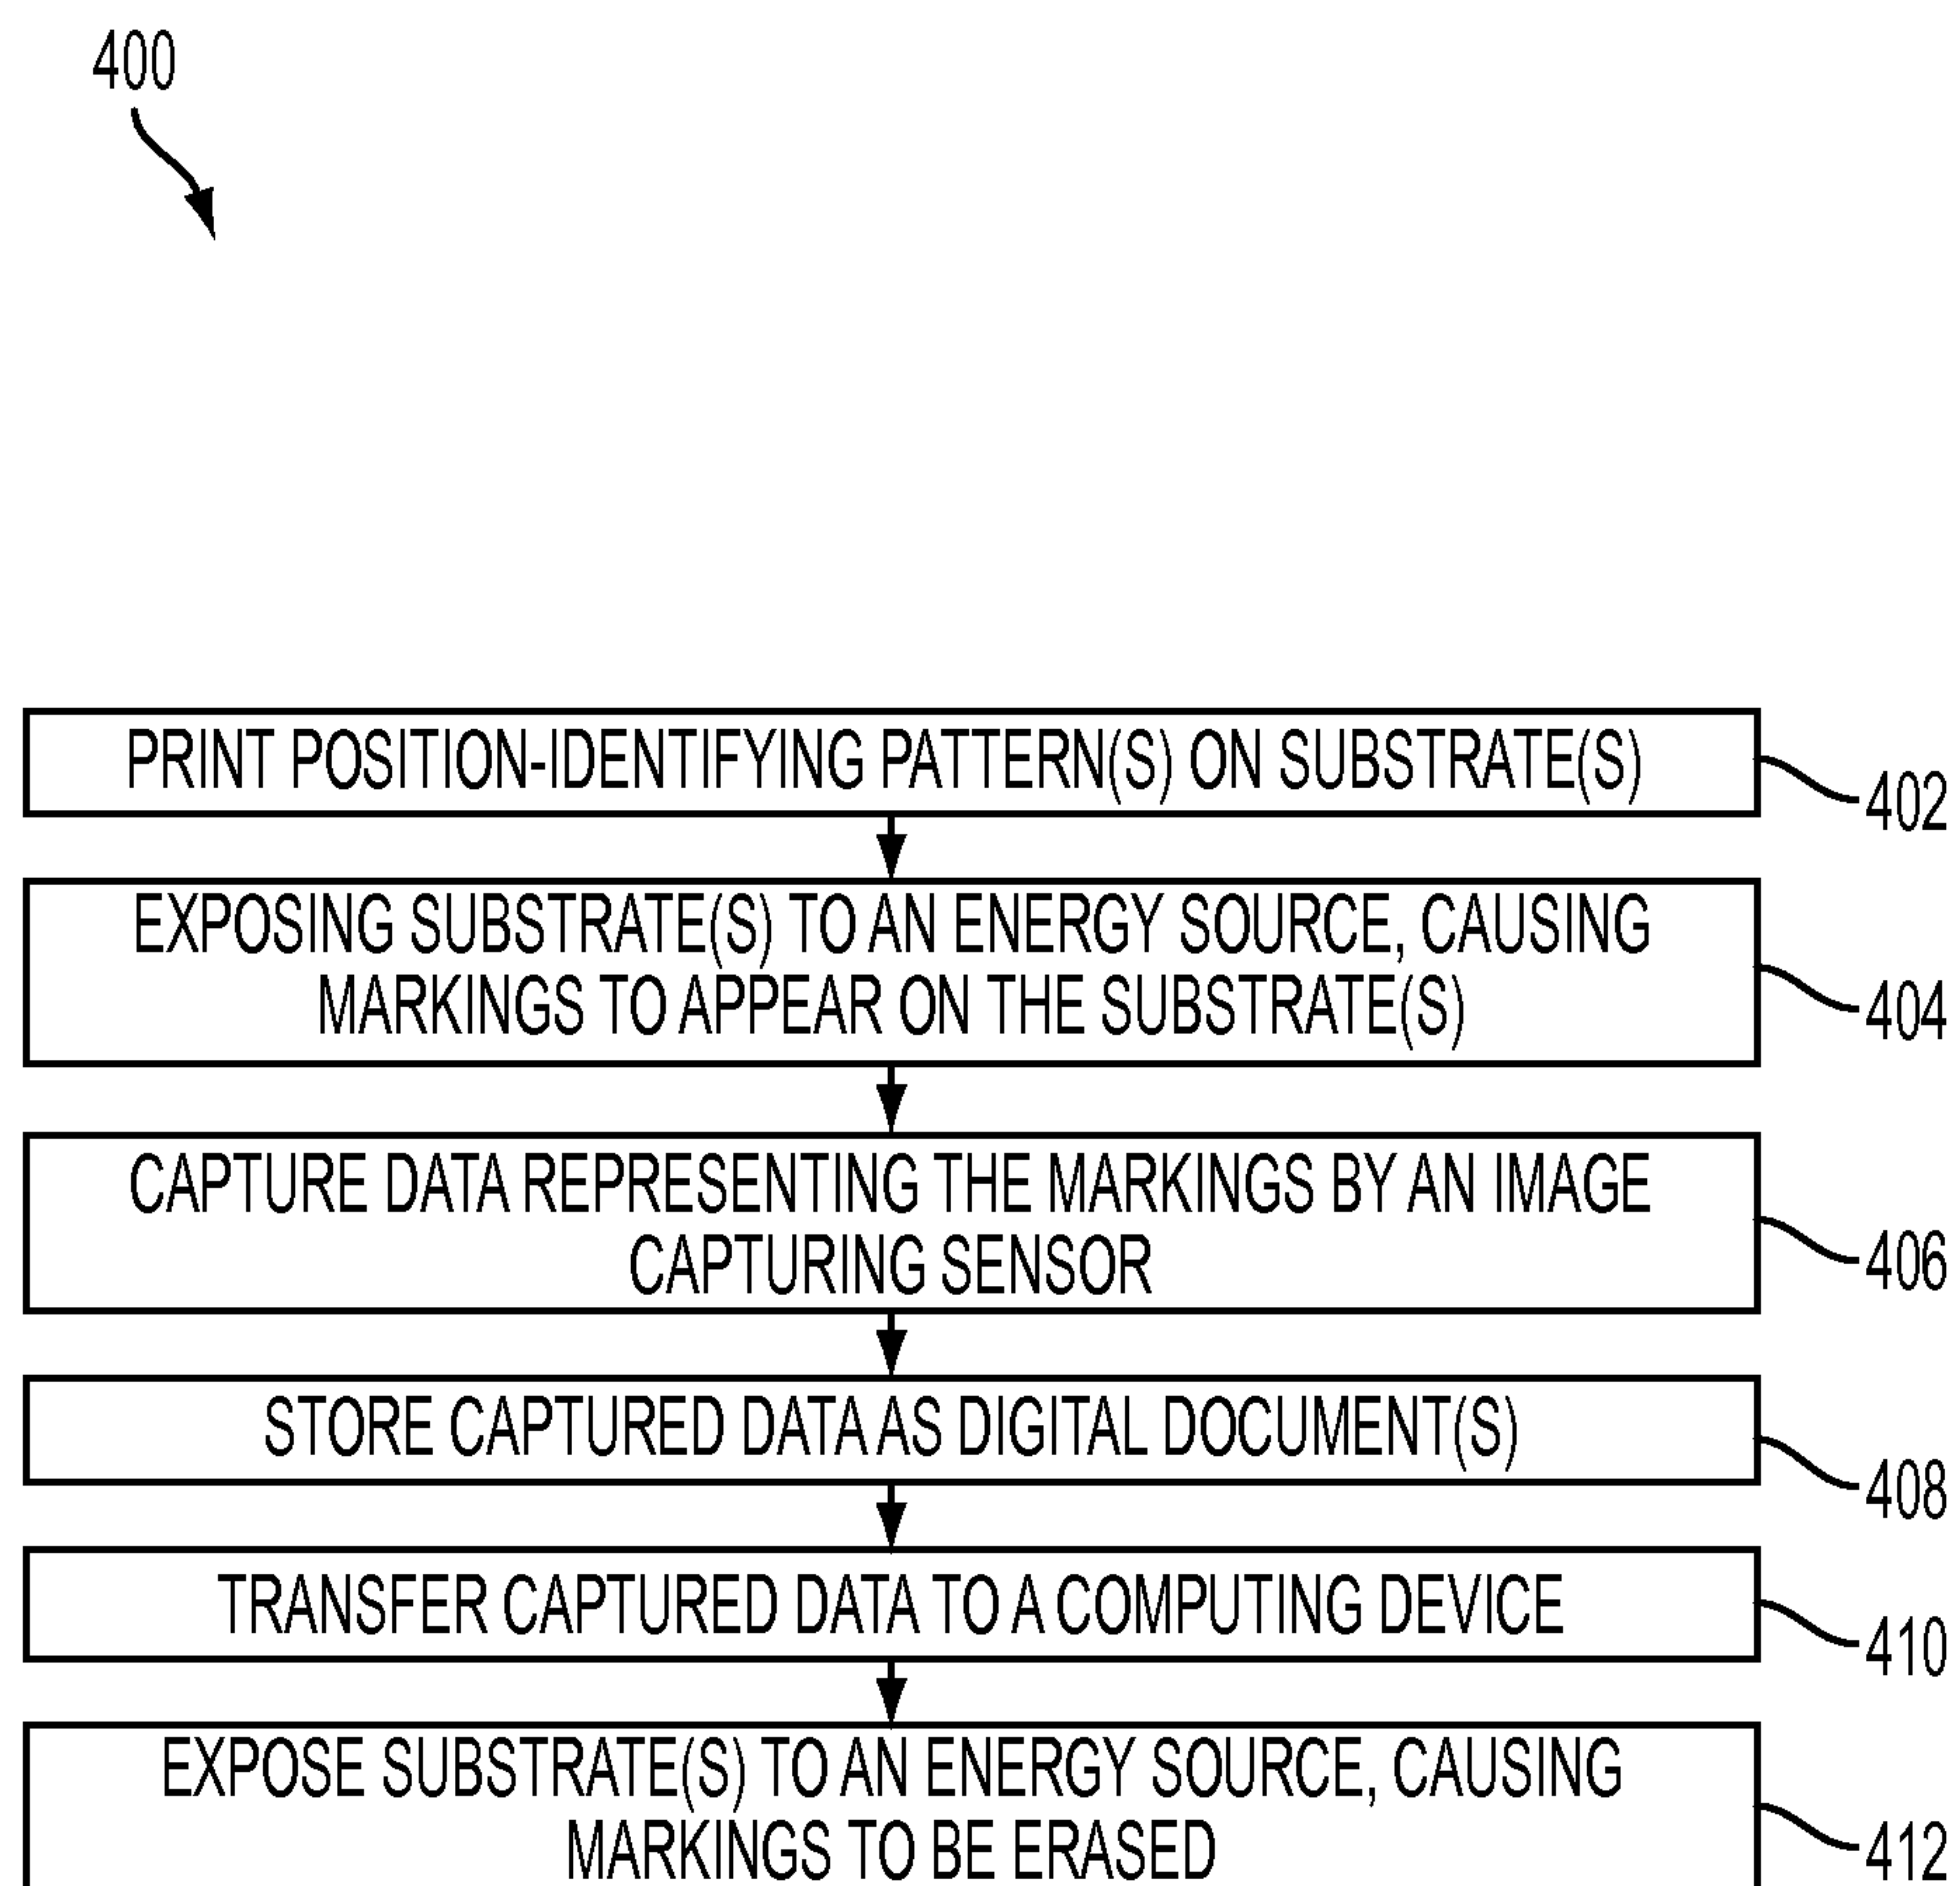 400
PRINT POSITION-IDENTIFYING PATTERN(S) ON SUBSTRATE(S)
402
EXPOSING SUBSTRATE(S) TO AN ENERGY SOURCE, CAUSING
MARKINGS TO APPEAR ON THE SUBSTRATE(S)
404
CAPTURE DATA REPRESENTING THE MARKINGS BY AN IMAGE
CAPTURING SENSOR
406
STORE CAPTURED DATA AS DIGITAL DOCUMENT(S)
408
TRANSFER CAPTURED DATA TO A COMPUTING DEVICE
410
EXPOSE SUBSTRATE(S) TO AN ENERGY SOURCE, CAUSING
MARKINGS TO BE ERASED
412